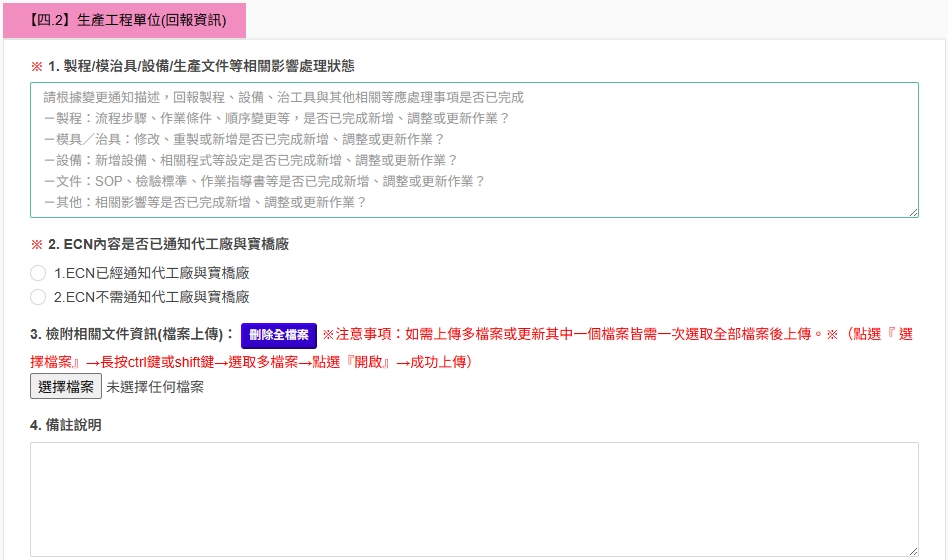 【四.2】生產工程單位(回報資訊)
※ 1. 製程/模治具/設備/生產文件等相關影響處理狀態
請根據變更通知描述，回報製程、設備、治工具與其他相關等應處理事項是否已完成
－製程：流程步驟、作業條件、順序變更等，是否已完成新增、調整或更新作業？
－模具／治具：修改、重製或新增是否已完成新增、調整或更新作業？
－設備：新增設備、相關程式等設定是否已完成新增、調整或更新作業？
－文件：SOP、檢驗標準、作業指導書等是否已完成新增、調整或更新作業？
－其他：相關影響等是否已完成新增、調整或更新作業？
※ 2. ECN內容是否已通知代工廠與寶橋廠
1.ECN已經通知代工廠與寶橋廠
2.ECN不需通知代工廠與寶橋廠
3. 檢附相關文件資訊(檔案上傳)： 刪除全檔案 ※注意事項：如需上傳多檔案或更新其中一個檔案皆需一次選取全部檔案後上傳。※（點選『 選
擇檔案』→長按ctrl鍵或shift鍵→選取多檔案→點選『開啟』→成功上傳）
選擇檔案 未選擇任何檔案
4. 備註說明